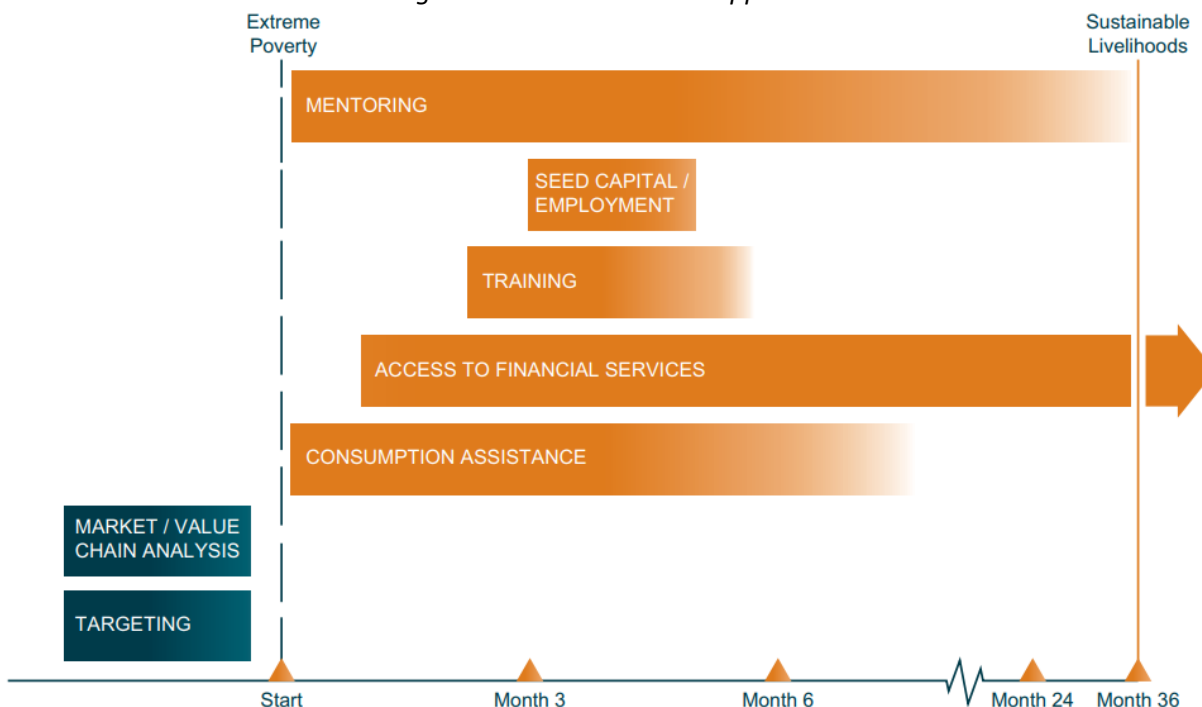 Extreme
Poverty
Sustainable
Livelihoods
MENTORING
SEED CAPITAL /
EMPLOYMENT
TRAINING
ACCESS TO FINANCIAL SERVICES
CONSUMPTION ASSISTANCE
MARKET / VALUE
CHAIN ANALYSIS
TARGETING
Start
Month 3
Month 6
Month 24
Month 36